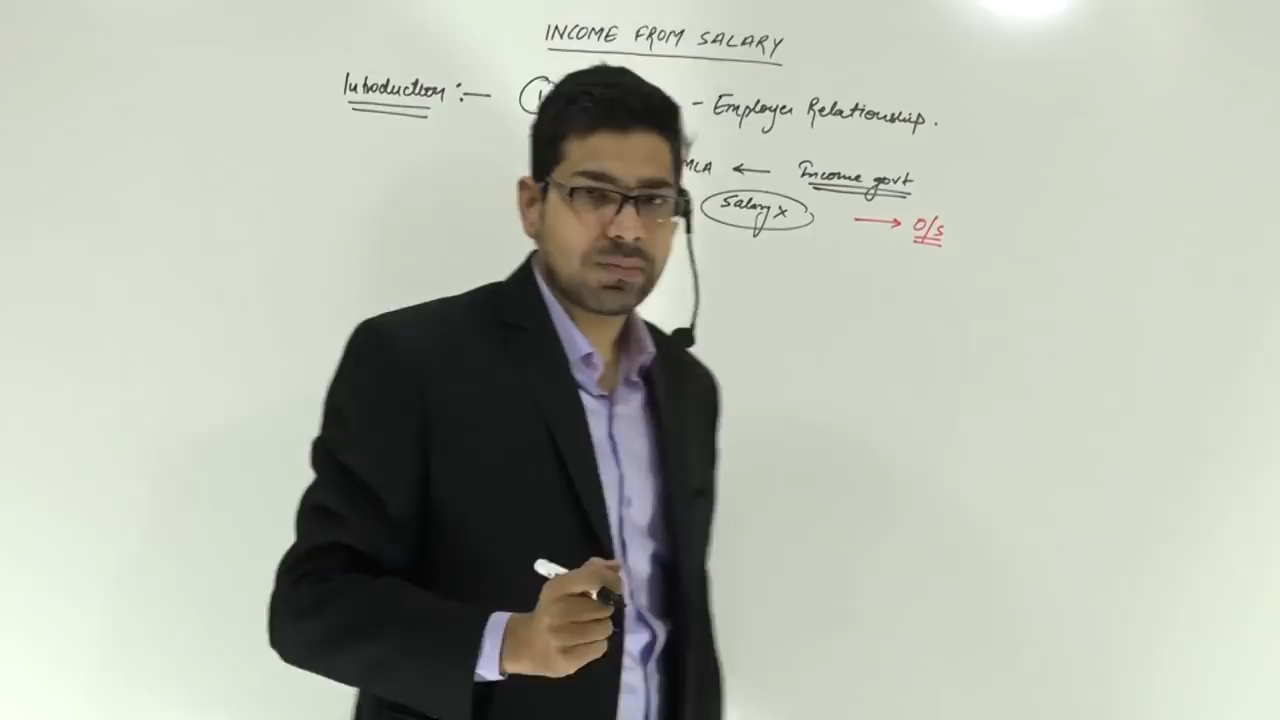 INCOME FROM SALARY
Introduction :— - Employer Relationship.
MLA ← Income govt
Salary x → O/S